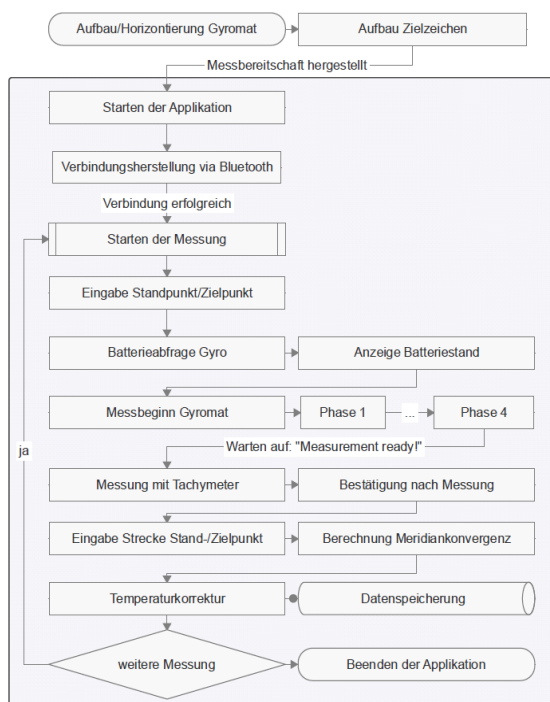 Aufbau/Horizontierung Gyromat
Aufbau Zielzeichen
Messbereitschaft hergestellt
Starten der Applikation
Verbindungsherstellung via Bluetooth
Verbindung erfolgreich
Starten der Messung
Eingabe Standpunkt/Zielpunkt
Batterieabfrage Gyro
Anzeige Batteriestand
Messbeginn Gyromat
Phase 1
...
Phase 4
Warten auf: "Measurement ready!"
ja
Messung mit Tachymeter
Bestätigung nach Messung
Eingabe Strecke Stand-/Zielpunkt
Berechnung Meridiankonvergenz
Temperaturkorrektur
Datenspeicherung
weitere Messung
Beenden der Applikation